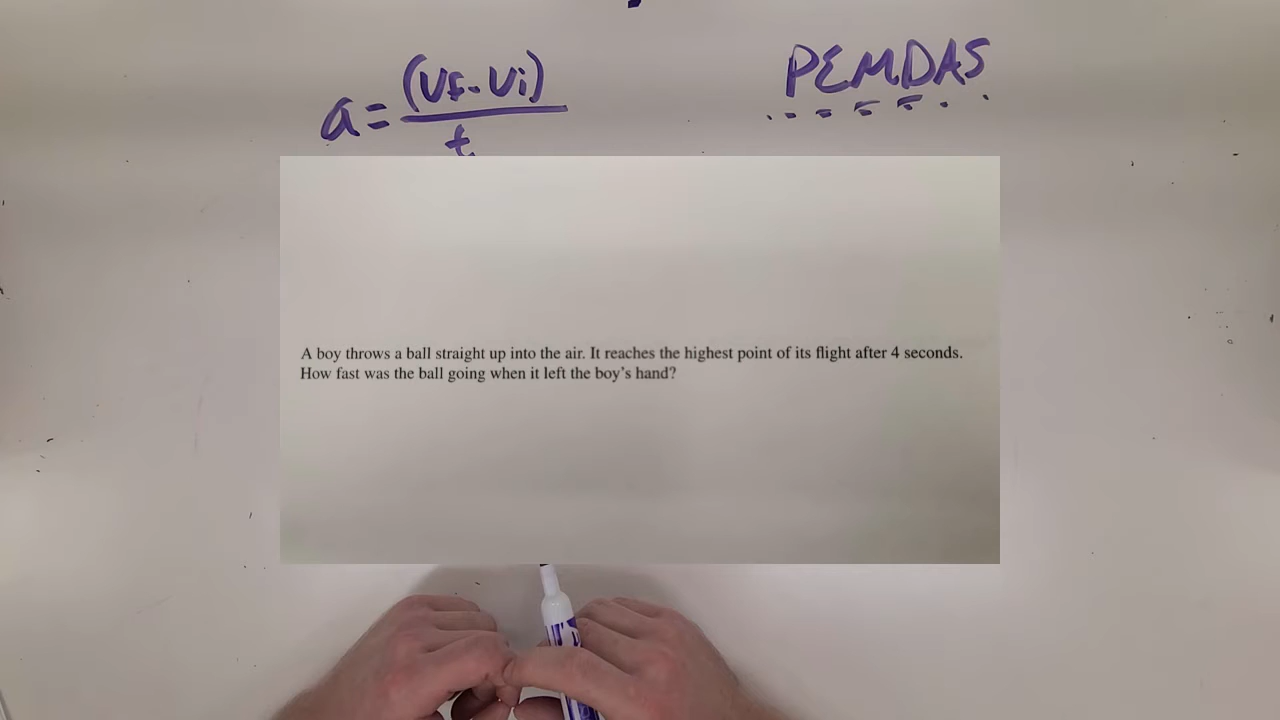 a = (Vf - Vi)
t
PEMDAS
A boy throws a ball straight up into the air. It reaches the highest point of its flight after 4 seconds.
How fast was the ball going when it left the boy's hand?